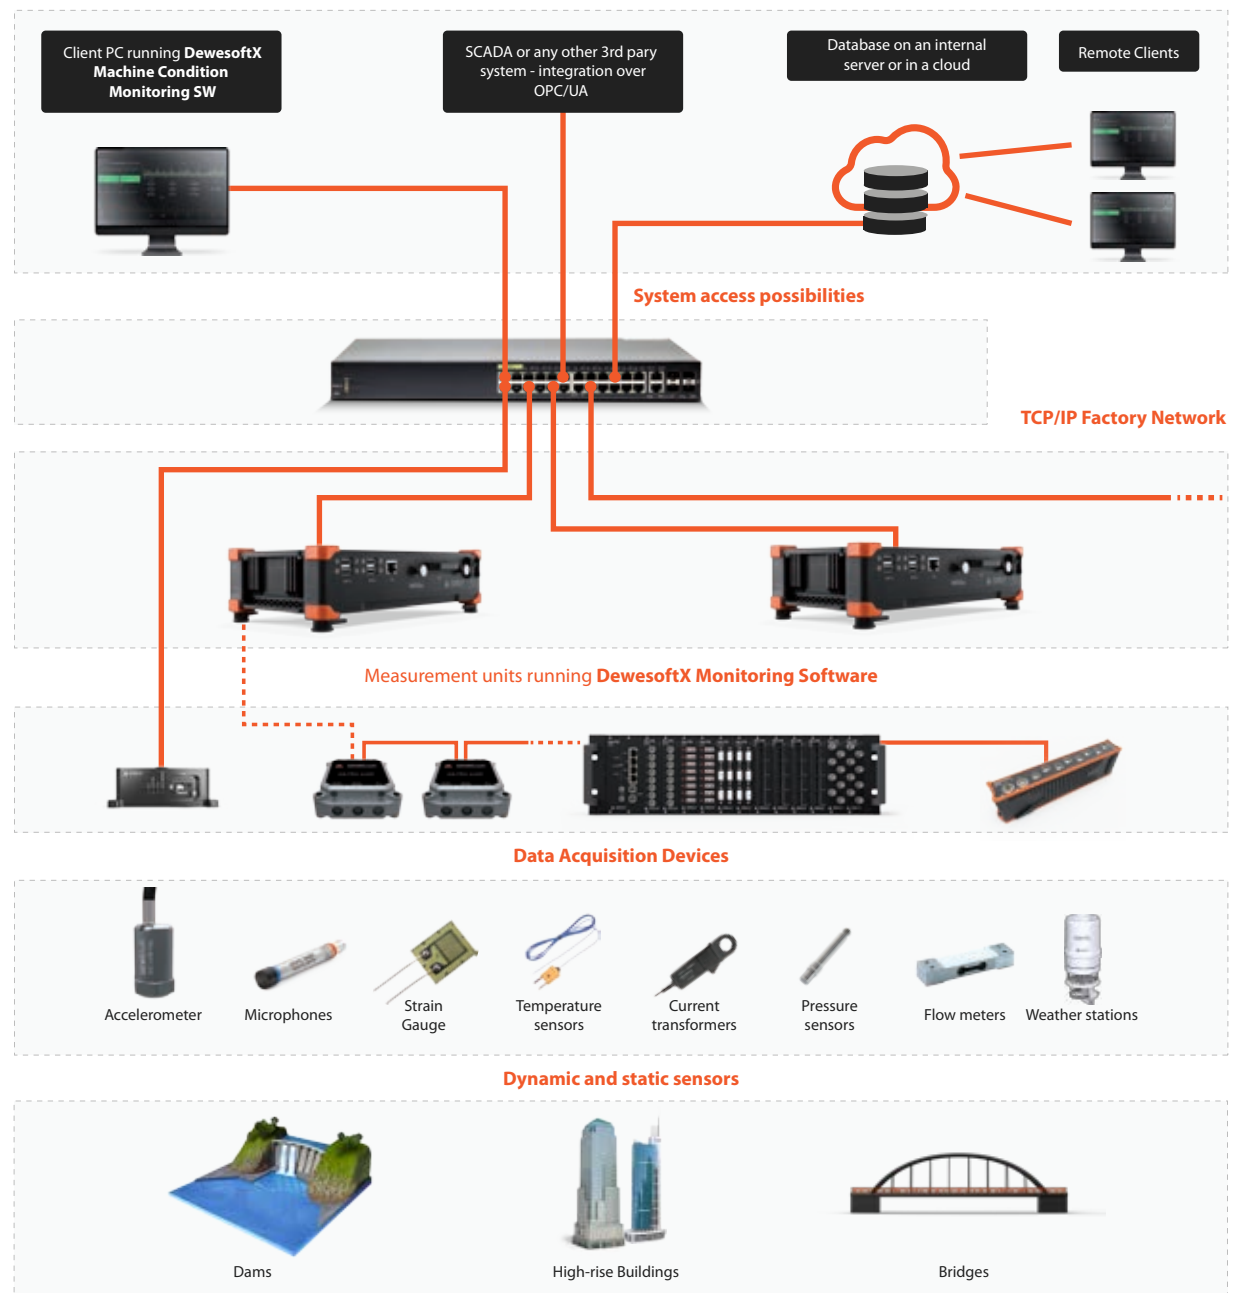 Client PC running DewesoftX
Machine Condition
Monitoring SW
SCADA or any other 3rd pary
system - integration over
OPC/UA
Database on an internal
server or in a cloud
Remote Clients
System access possibilities
TCP/IP Factory Network
Measurement units running DewesoftX Monitoring Software
Data Acquisition Devices
Accelerometer
Microphones
Strain
Gauge
Temperature
sensors
Current
transformers
Pressure
sensors
Flow meters
Weather stations
Dynamic and static sensors
Dams
High-rise Buildings
Bridges